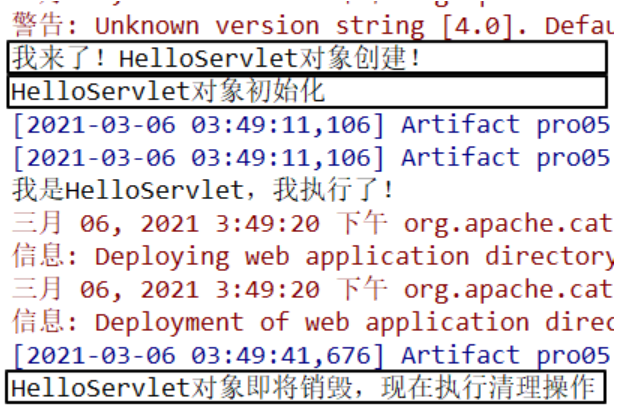 警告: Unknown version string [4.0]. Defau
我来了！HelloServlet对象创建！
HelloServlet对象初始化
[2021-03-06 03:49:11,106] Artifact pro05
[2021-03-06 03:49:11,106] Artifact pro05
我是HelloServlet，我执行了！
三月 06, 2021 3:49:20 下午 org.apache.cat
信息: Deploying web application directory
三月 06, 2021 3:49:20 下午 org.apache.cat
信息: Deployment of web application direc
[2021-03-06 03:49:41,676] Artifact pro05
HelloServlet对象即将销毁，现在执行清理操作